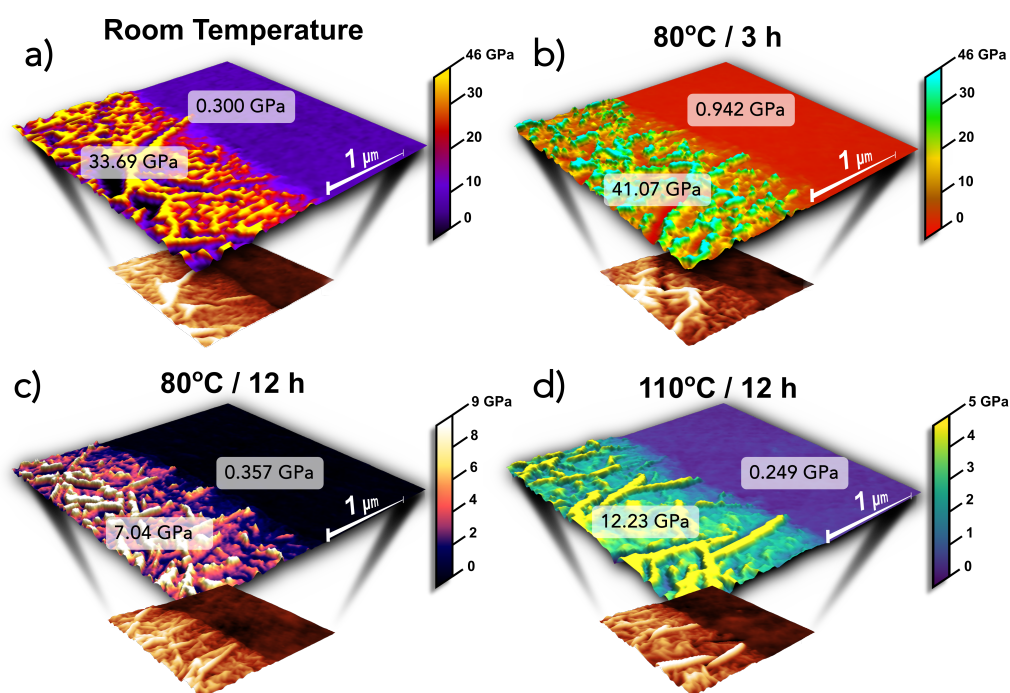 Room Temperature
a)
0.300 GPa
33.69 GPa
1 µm
46 GPa
30
20
10
0
80ºC / 3 h
b)
0.942 GPa
41.07 GPa
1 µm
46 GPa
30
20
10
0
80ºC / 12 h
c)
0.357 GPa
7.04 GPa
1 µm
9 GPa
8
6
4
2
0
110ºC / 12 h
d)
0.249 GPa
12.23 GPa
1 µm
5 GPa
4
3
2
1
0